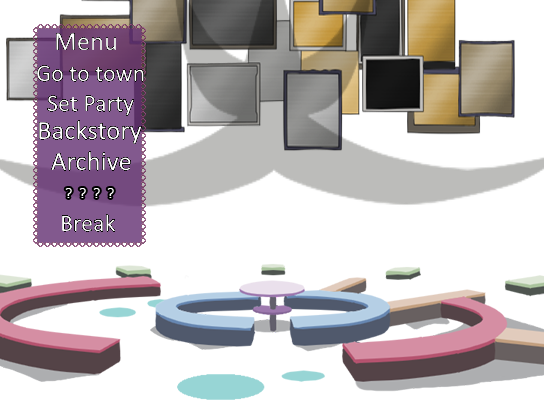 Menu
Go to town
Set Party
Backstory
Archive
? ? ? ?
Break